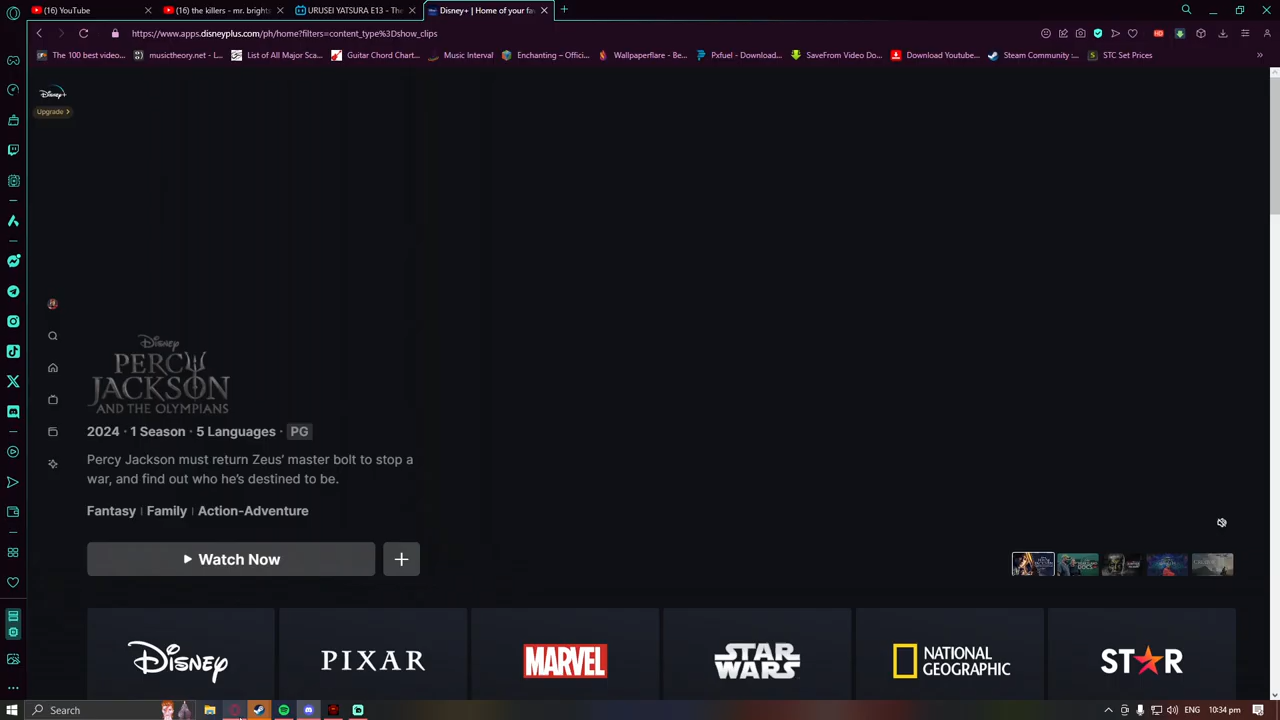 (16) YouTube
(16) the killers - mr. brights
URUSEI YATSURA E13 - The
Disney+ | Home of your fav
https://www.apps.disneyplus.com/ph/home?filters=content_type%3Dshow_clips
The 100 best video...
musictheory.net - L...
List of All Major Sca...
Guitar Chord Chart...
Music Interval
Enchanting – Offici...
Wallpaperflare - Be...
Pxfuel - Download...
SaveFrom Video Do...
Download Youtube...
Steam Community :...
STC Set Prices
Disney+
Upgrade
Disney
PERCY
JACKSON
AND THE OLYMPIANS
2024 · 1 Season · 5 Languages · PG
Percy Jackson must return Zeus’ master bolt to stop a
war, and find out who he’s destined to be.
Fantasy | Family | Action-Adventure
Watch Now
Disney
PIXAR
MARVEL
STAR
WARS
NATIONAL
GEOGRAPHIC
STAR
Search
10:34 pm